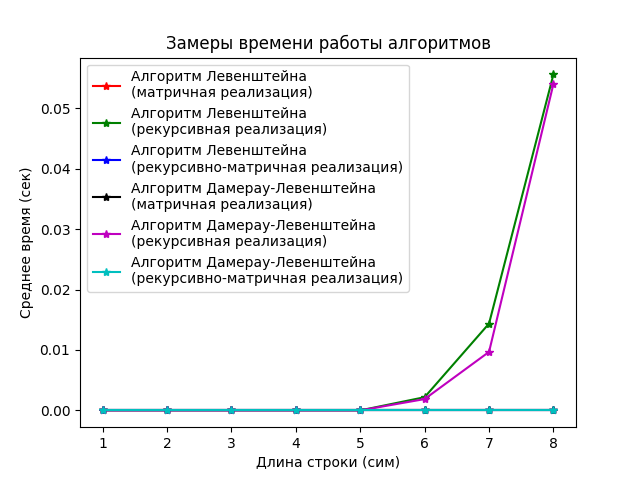 Замеры времени работы алгоритмов
Алгоритм Левенштейна
(матричная реализация)
Алгоритм Левенштейна
(рекурсивная реализация)
Алгоритм Левенштейна
(рекурсивно-матричная реализация)
Алгоритм Дамерау-Левенштейна
(матричная реализация)
Алгоритм Дамерау-Левенштейна
(рекурсивная реализация)
Алгоритм Дамерау-Левенштейна
(рекурсивно-матричная реализация)
Среднее время (сек)
0.05
0.04
0.03
0.02
0.01
0.00
1 2 3 4 5 6 7 8
Длина строки (сим)